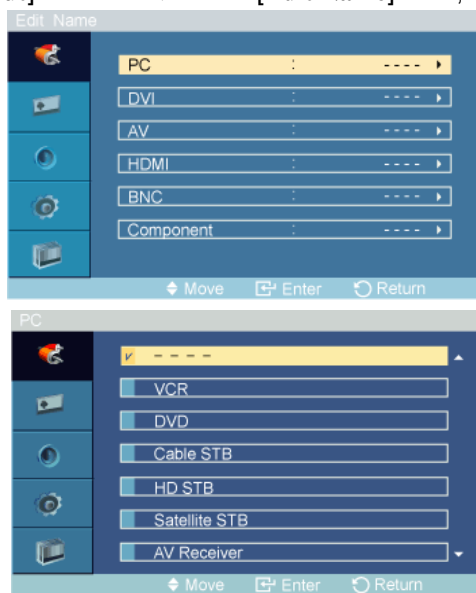 Edit Name
PC : - - - -
DVI : - - - -
AV : - - - -
HDMI : - - - -
BNC : - - - -
Component : - - - -
Move Enter Return
PC
- - - -
VCR
DVD
Cable STB
HD STB
Satellite STB
AV Receiver
Move Enter Return